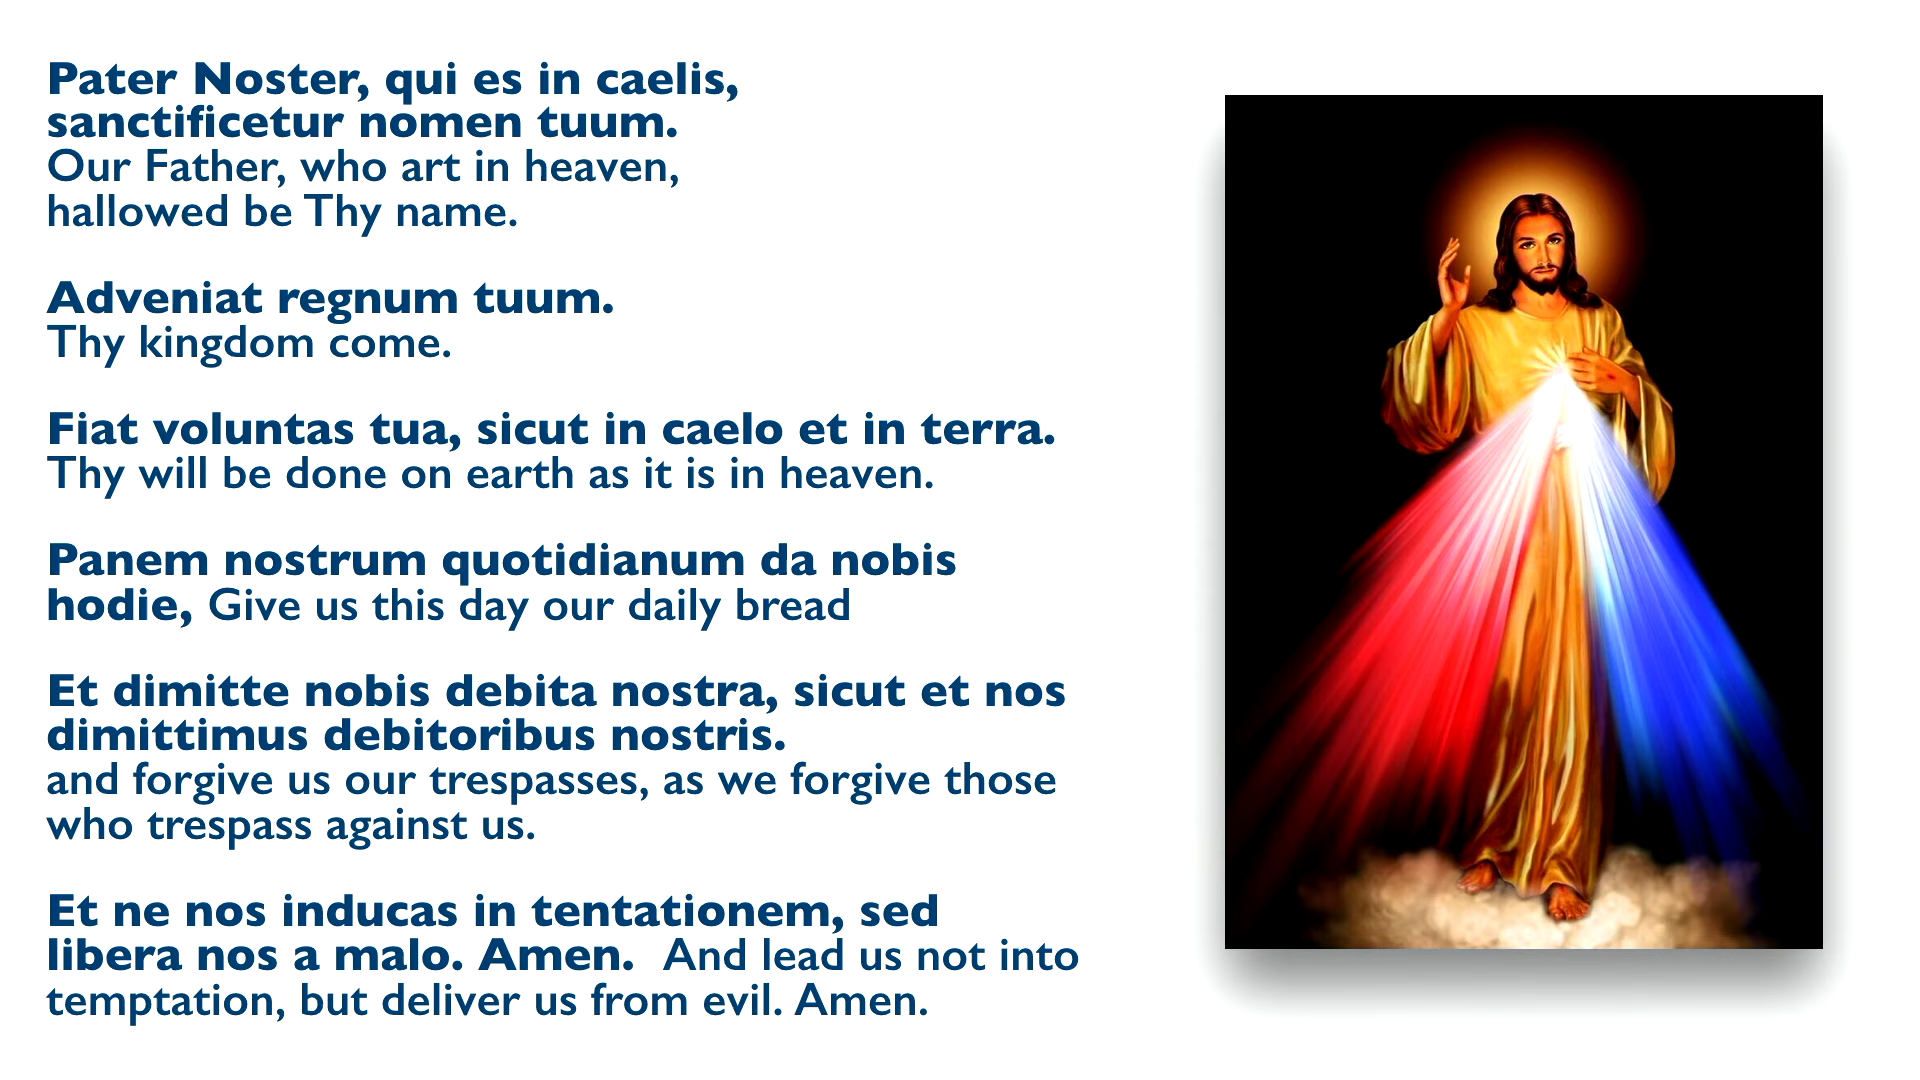 Pater Noster, qui es in caelis,
sanctificetur nomen tuum.
Our Father, who art in heaven,
hallowed be Thy name.
Adveniat regnum tuum.
Thy kingdom come.
Fiat voluntas tua, sicut in caelo et in terra.
Thy will be done on earth as it is in heaven.
Panem nostrum quotidianum da nobis
hodie, Give us this day our daily bread
Et dimitte nobis debita nostra, sicut et nos
dimittimus debitoribus nostris.
and forgive us our trespasses, as we forgive those
who trespass against us.
Et ne nos inducas in tentationem, sed
libera nos a malo. Amen.  And lead us not into
temptation, but deliver us from evil. Amen.